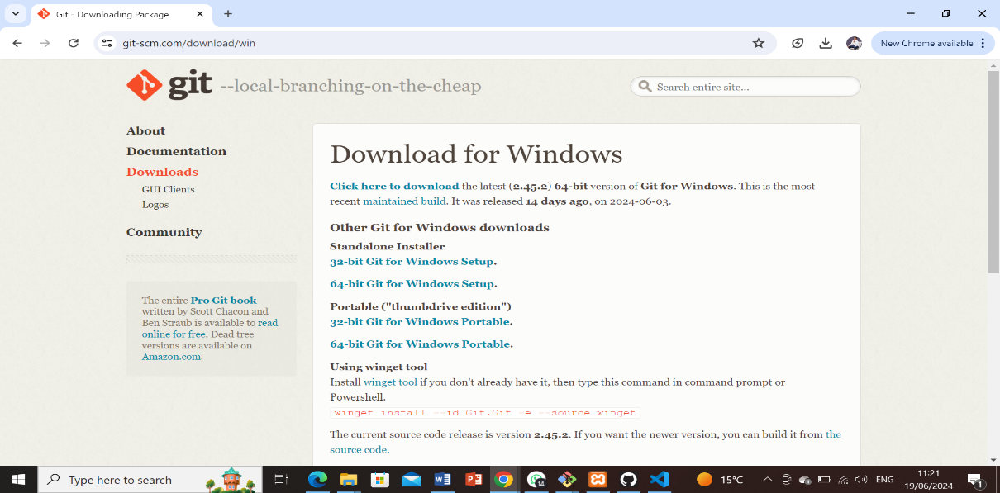 Git - Downloading Package
git-scm.com/download/win
New Chrome available
git --local-branching-on-the-cheap
Search entire site...
About
Documentation
Downloads
GUI Clients
Logos
Community
The entire Pro Git book
written by Scott Chacon and
Ben Straub is available to read
online for free. Dead tree
versions are available on
Amazon.com.
Download for Windows
Click here to download the latest (2.45.2) 64-bit version of Git for Windows. This is the most
recent maintained build. It was released 14 days ago, on 2024-06-03.
Other Git for Windows downloads
Standalone Installer
32-bit Git for Windows Setup.
64-bit Git for Windows Setup.
Portable ("thumbdrive edition")
32-bit Git for Windows Portable.
64-bit Git for Windows Portable.
Using winget tool
Install winget tool if you don't already have it, then type this command in command prompt or
Powershell.
winget install --id Git.Git -e --source winget
The current source code release is version 2.45.2. If you want the newer version, you can build it from the
source code.
Type here to search
14
15°C
ENG
11:21
19/06/2024
1